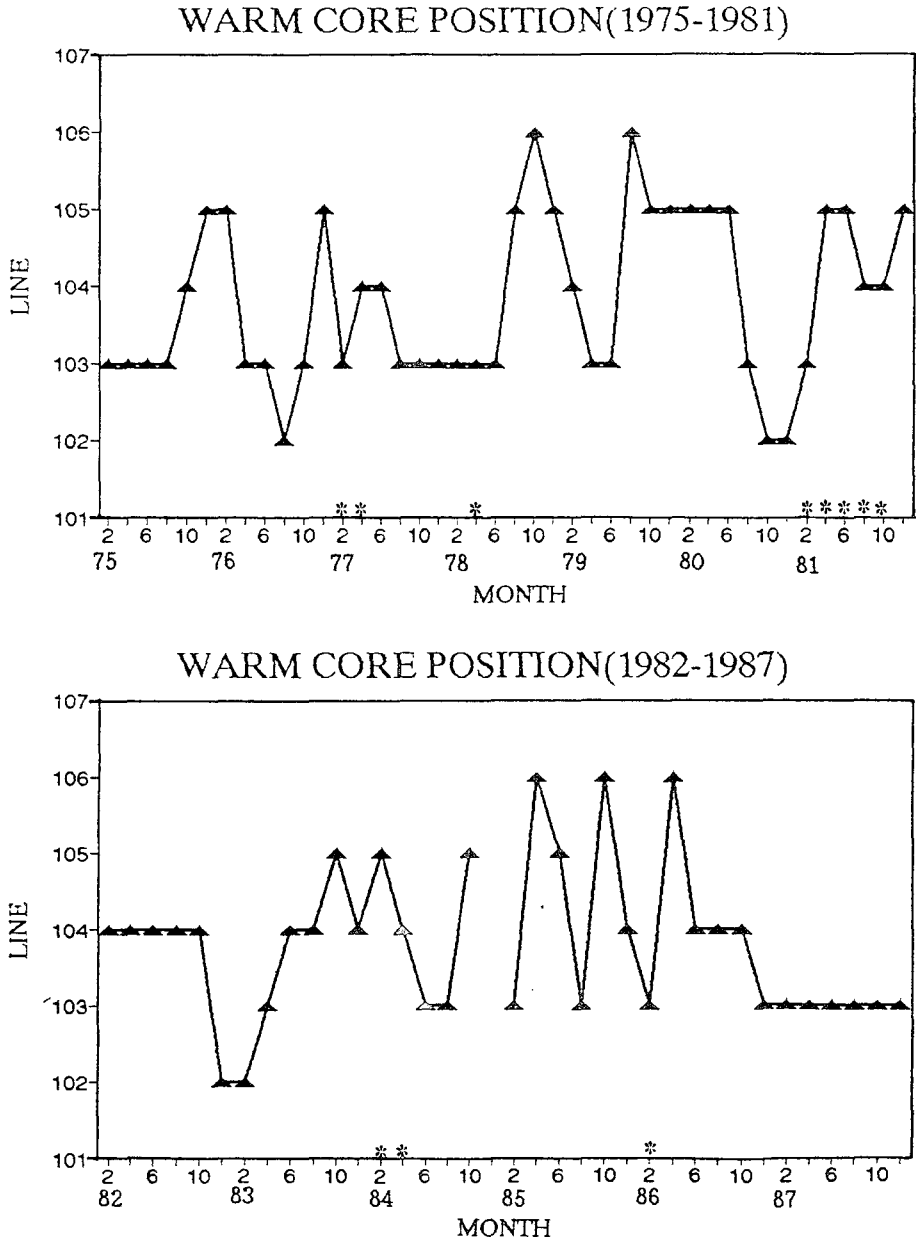 WARM CORE POSITION(1975-1981)
107
106
105
LINE
104
103
102
101
* * * * * * * *
2 6 10 2 6 10 2 6 10 2 6 10 2 6 10 2 6 10 2 6 10
75 76 77 78 79 80 81
MONTH
WARM CORE POSITION(1982-1987)
107
106
105
LINE
104
103
102
101
* * *
2 6 10 2 6 10 2 6 10 2 6 10 2 6 10 2 6 10
82 83 84 85 86 87
MONTH